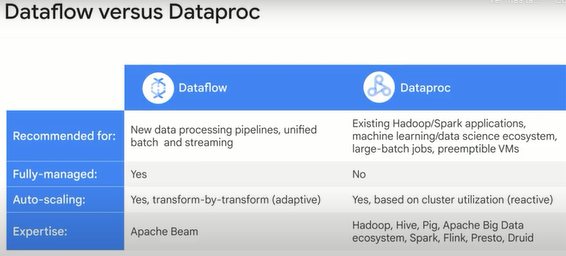 Dataflow versus Dataproc
Dataflow
Dataproc
Recommended for:
New data processing pipelines, unified
batch and streaming
Existing Hadoop/Spark applications,
machine learning/data science ecosystem,
large-batch jobs, preemptible VMs
Fully-managed:
Yes
No
Auto-scaling:
Yes, transform-by-transform (adaptive)
Yes, based on cluster utilization (reactive)
Expertise:
Apache Beam
Hadoop, Hive, Pig, Apache Big Data
ecosystem, Spark, Flink, Presto, Druid